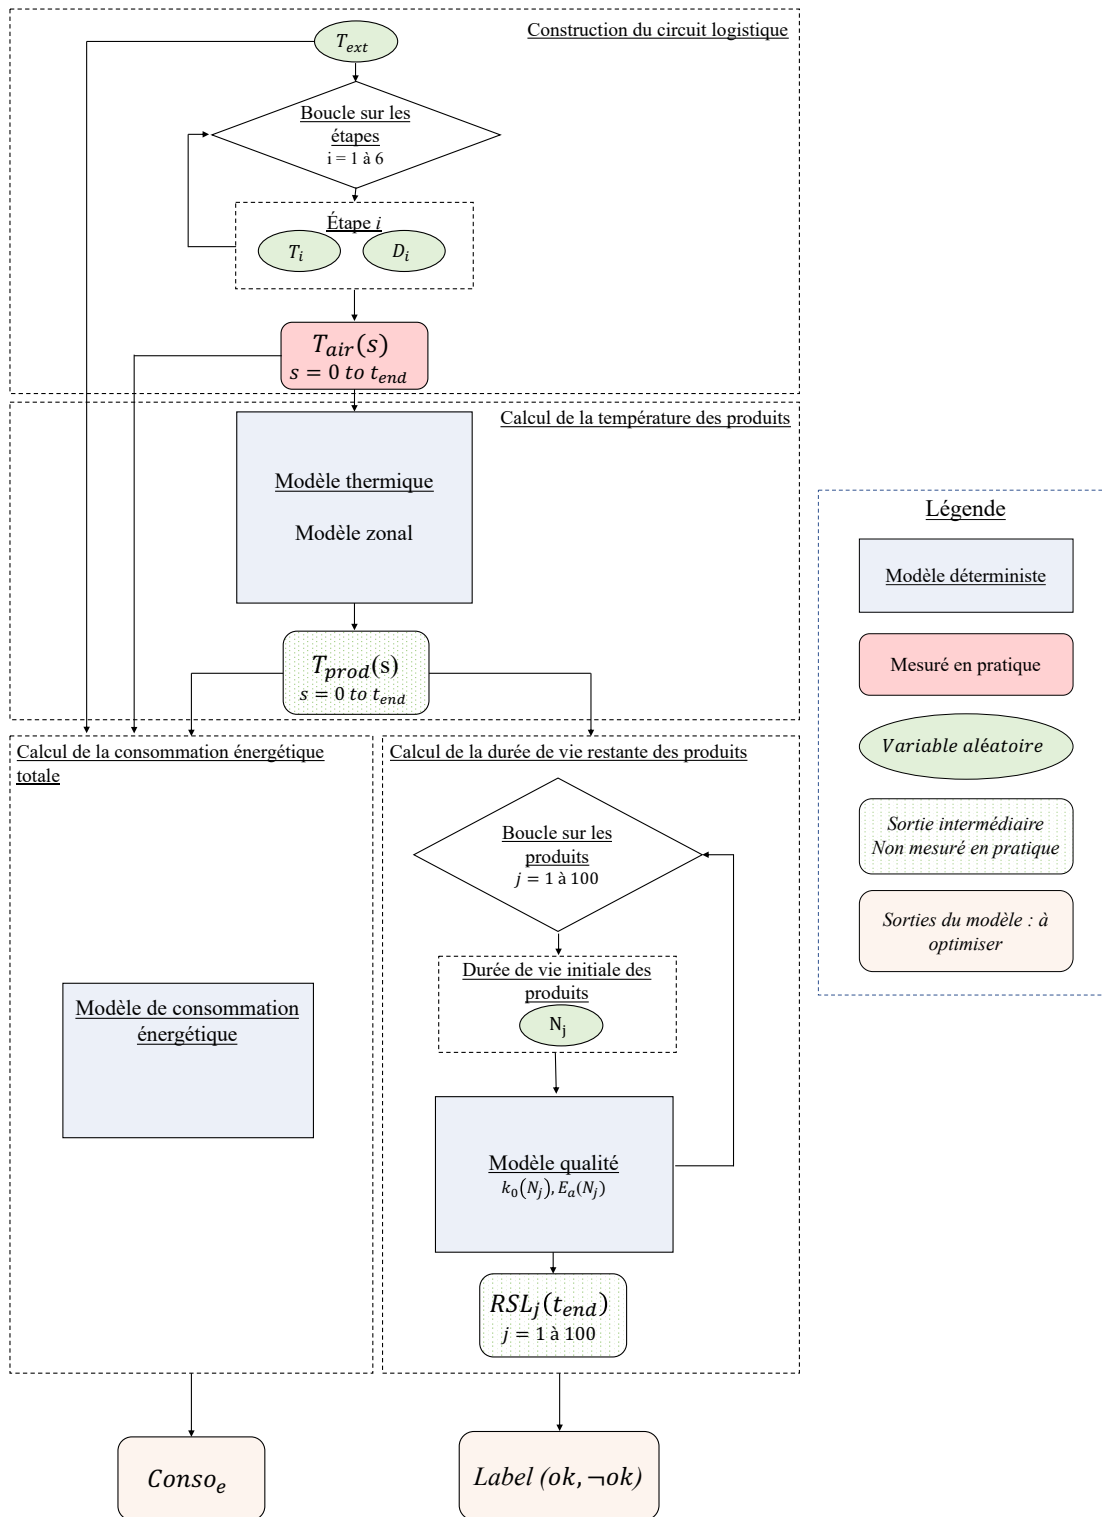 Construction du circuit logistique
T_ext
Boucle sur les
étapes
i = 1 à 6
Étape i
T_i
D_i
T_air(s)
s = 0 to t_end
Calcul de la température des produits
Modèle thermique
Modèle zonal
T_prod(s)
s = 0 to t_end
Calcul de la consommation énergétique
totale
Modèle de consommation
énergétique
Calcul de la durée de vie restante des produits
Boucle sur les
produits
j = 1 à 100
Durée de vie initiale des
produits
N_j
Modèle qualité
k_0(N_j), E_a(N_j)
RSL_j(t_end)
j = 1 à 100
Conso_e
Label (ok, ¬ok)
Légende
Modèle déterministe
Mesuré en pratique
Variable aléatoire
Sortie intermédiaire
Non mesuré en pratique
Sorties du modèle : à
optimiser